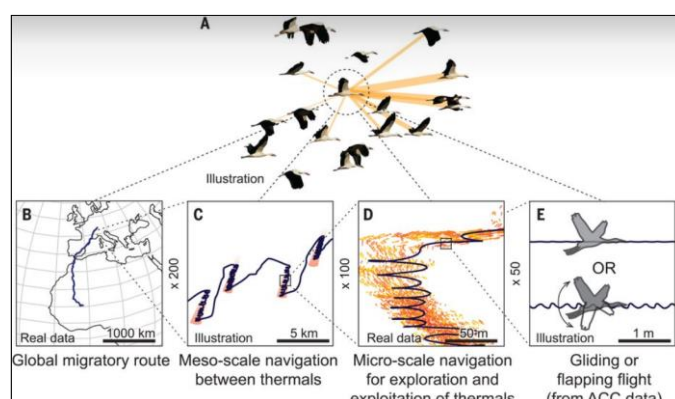 A
Illustration
B
Real data
1000 km
Global migratory route
x 200
C
Illustration
5 km
Meso-scale navigation
between thermals
x 100
D
Real data
50 m
Micro-scale navigation
for exploration and
exploitation of thermals
x 50
E
OR
Illustration
1 m
Gliding or
flapping flight
(from ACC data)